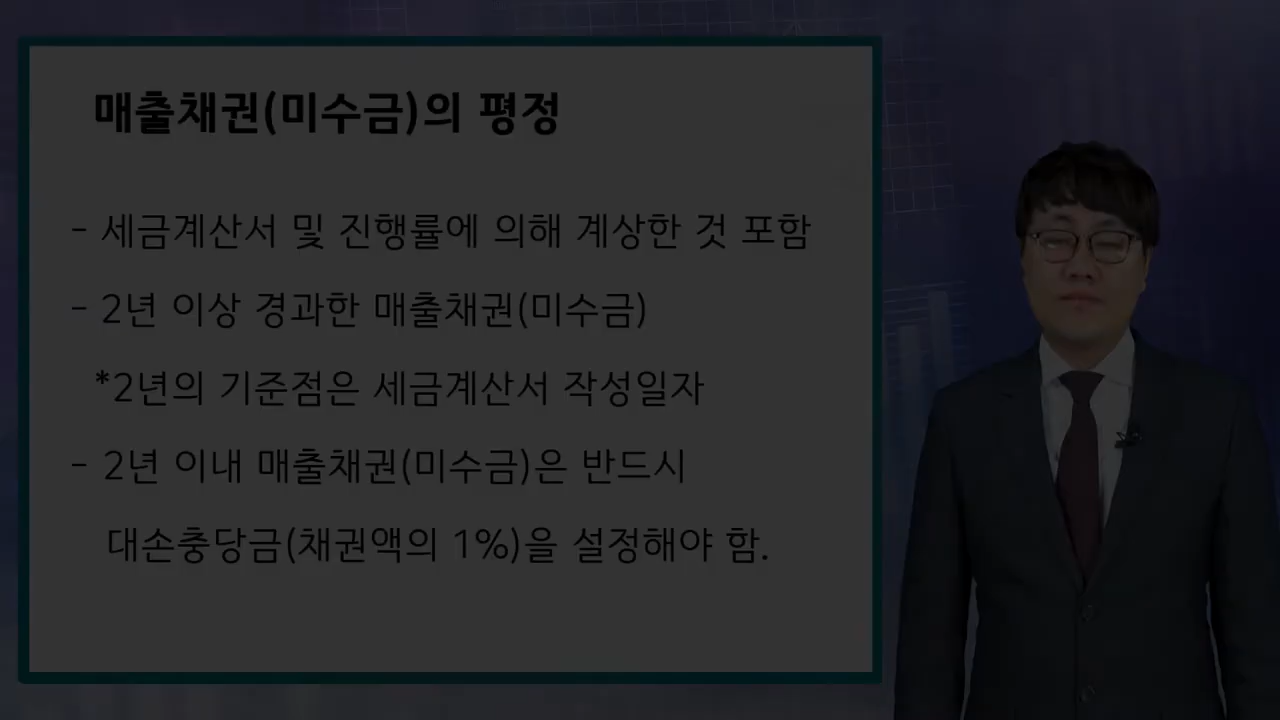 매출채권(미수금)의 평정
- 세금계산서 및 진행률에 의해 계상한 것 포함
- 2년 이상 경과한 매출채권(미수금)
*2년의 기준점은 세금계산서 작성일자
- 2년 이내 매출채권(미수금)은 반드시
대손충당금(채권액의 1%)을 설정해야 함.